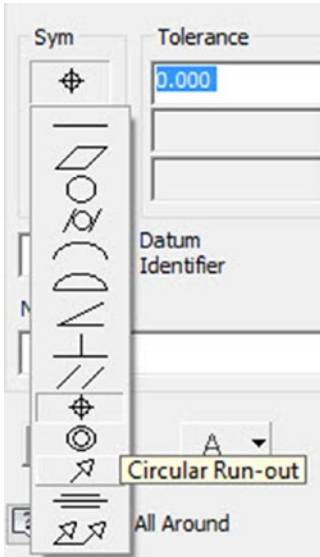 Sym Tolerance
0.000
Datum
Identifier
N
A
Circular Run-out
All Around